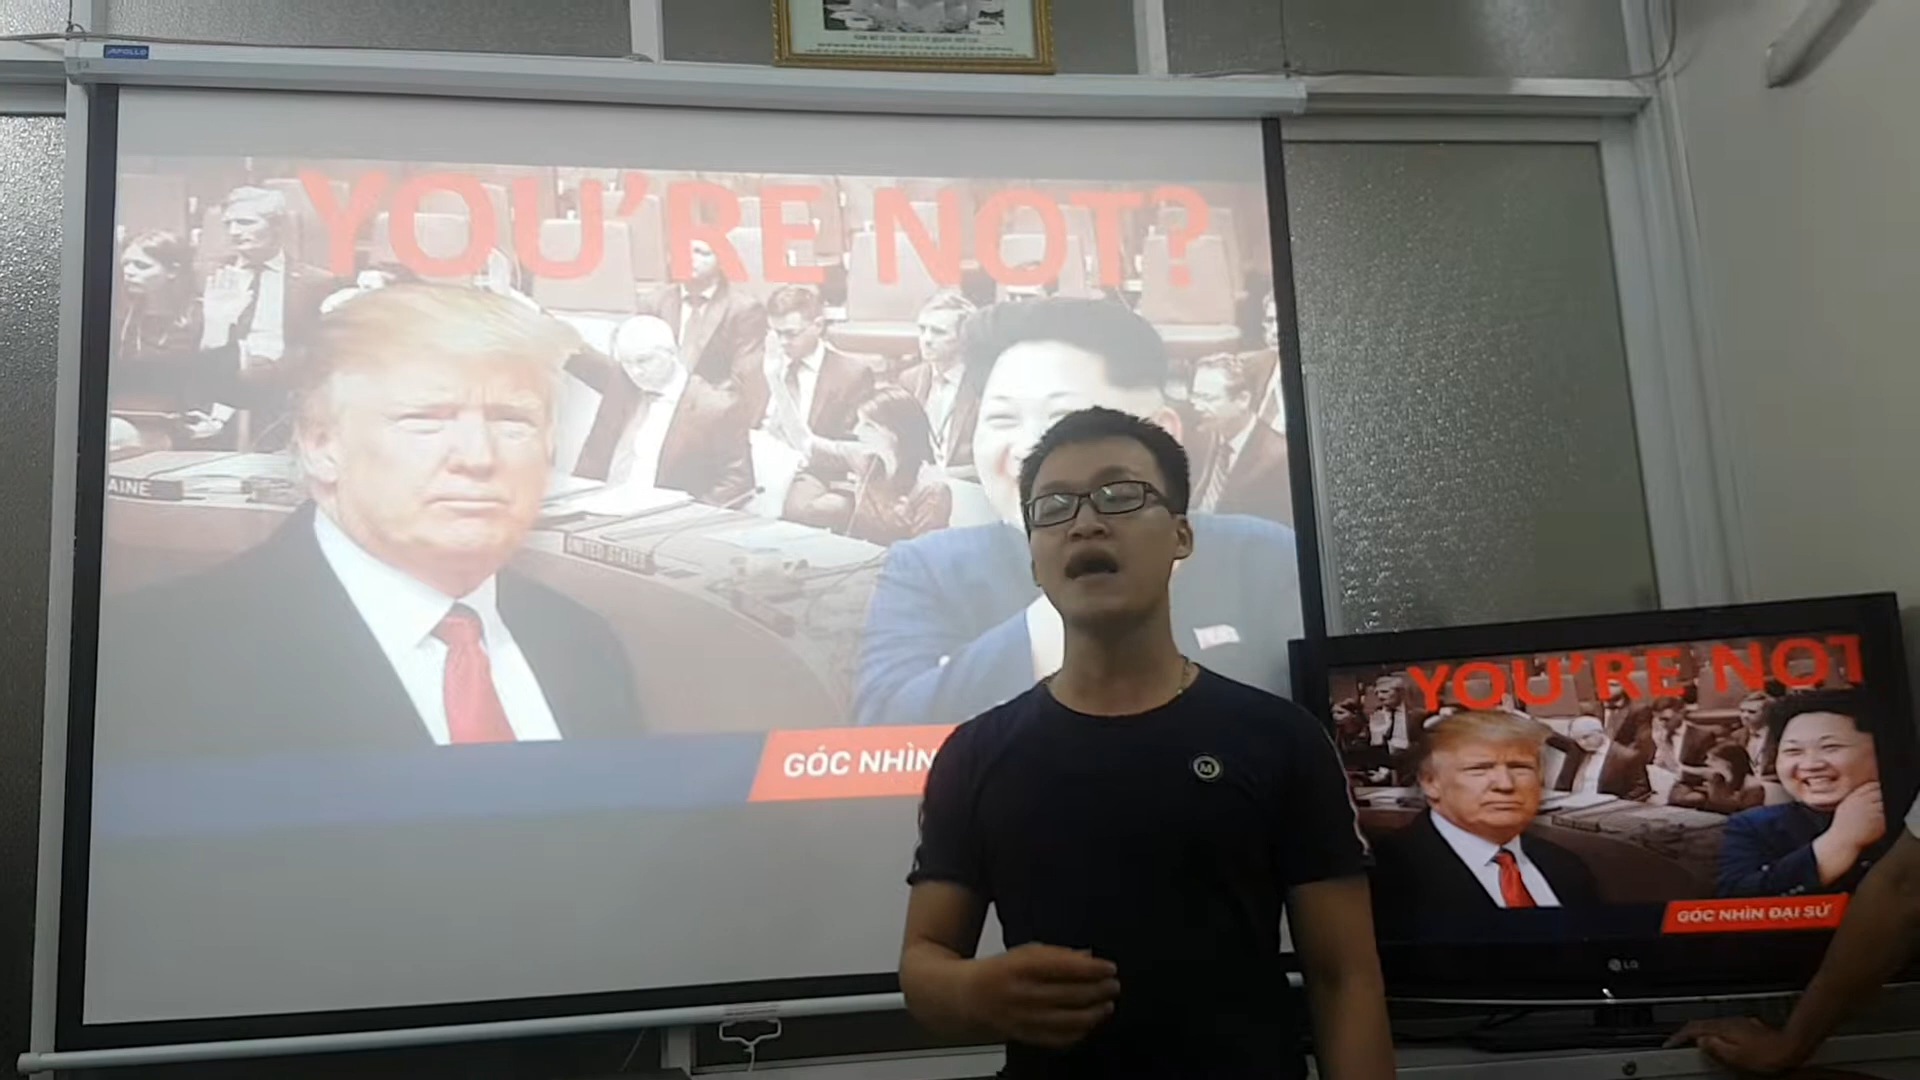 APOLLO
YOU'RE NOT?
AINE
UNITED STATES
GÓC NHÌN
M
YOU'RE NOT
GÓC NHÌN ĐẠI SỨ
LG